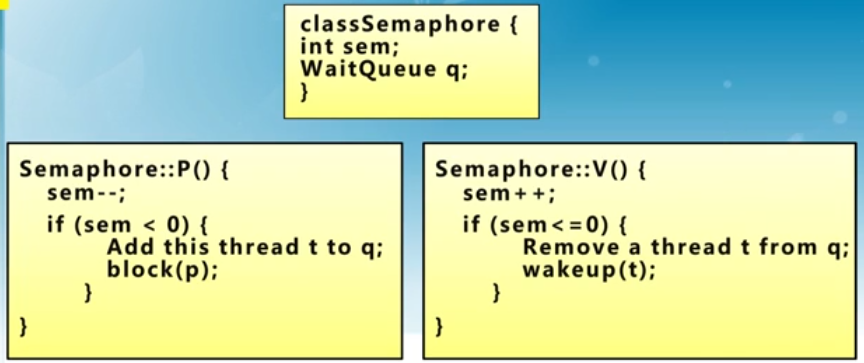 classSemaphore {
int sem;
WaitQueue q;
}
Semaphore::P() {
sem--;
if (sem < 0) {
Add this thread t to q;
block(p);
}
}
Semaphore::V() {
sem++;
if (sem<=0) {
Remove a thread t from q;
wakeup(t);
}
}